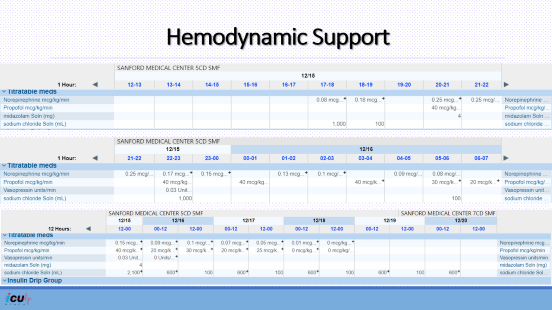 Hemodynamic Support
SANFORD MEDICAL CENTER 5CD SMF
12/15
1 Hour: 12-13 13-14 14-15 15-16 16-17 17-18 18-19 19-20 20-21 21-22
Titratable meds
Norepinephrine mcg/kg/min 0.08 mcg... 0.18 mcg... 0.25 mcg... 0.25 mcg/... Norepinephrine ...
Propofol mcg/kg/min 40 mcg/kg... Propofol mcg/kg/...
midazolam Soln (mg) 4 midazolam Soln ...
sodium chloride Soln (mL) 1,000 100 sodium chloride ...
SANFORD MEDICAL CENTER 5CD SMF
12/15 12/16
1 Hour: 21-22 22-23 23-00 00-01 01-02 02-03 03-04 04-05 05-06 06-07
Titratable meds
Norepinephrine mcg/kg/min 0.25 mcg/... 0.17 mcg... 0.15 mcg... 0.13 mcg... 0.1 mcg/... 0.09 mcg... 0.08 mcg... Norepinephrine ...
Propofol mcg/kg/min 40 mcg/k... 40 mcg/kg... 40 mcg/k... 30 mcg/k... 20 mcg/k... Propofol mcg/kg/...
Vasopressin units/min 0.03 Unit... Vasopressin unit...
sodium chloride Soln (mL) 1,000 100 sodium chloride ...
SANFORD MEDICAL CENTER 5CD SMF SANFORD MEDICAL CENTER 7CD SMF
12/16 12/17 12/18 12/19 12/20
12 Hours: 12-00 00-12 12-00 00-12 12-00 00-12 12-00 00-12 12-00 00-12 12-00
Titratable meds
Norepinephrine mcg/kg/min 0.15 mcg... 0.09 mcg... 0.1 mcg/... 0.07 mcg... 0.05 mcg... 0.01 mcg... 0 mcg/kg... Norepinephrine mcg...
Propofol mcg/kg/min 40 mcg/k... 20 mcg/k... 30 mcg/k... 20 mcg/k... 25 mcg/k... 0 mcg/kg/... Propofol mcg/kg/min
Vasopressin units/min 0.03 Unit... 0 Units/... Vasopressin units/min
midazolam Soln (mg) 4 midazolam Soln (mg)
sodium chloride Soln (mL) 2,100 600 100 600 100 600 100 600 100 600 sodium chloride Sol...
Insulin Drip Group
iCU